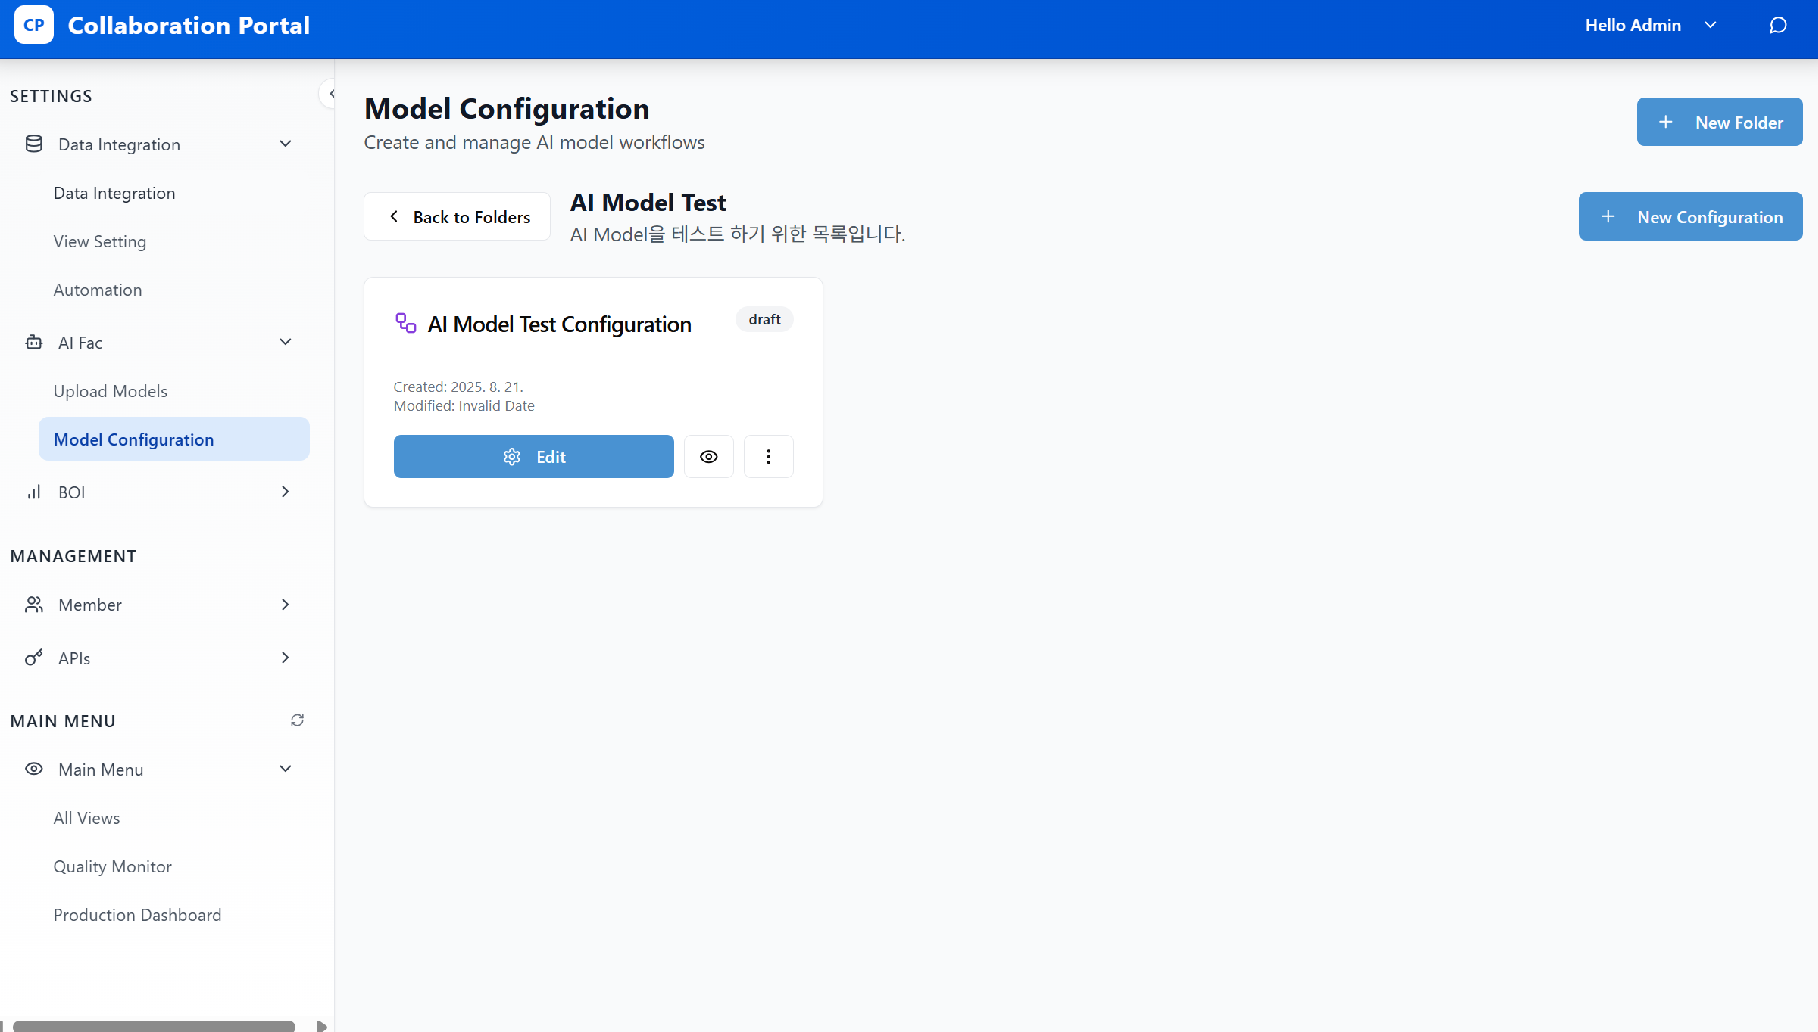 CP Collaboration Portal
Hello Admin
SETTINGS
Data Integration
Data Integration
View Setting
Automation
AI Fac
Upload Models
Model Configuration
BOI
MANAGEMENT
Member
APIs
MAIN MENU
Main Menu
All Views
Quality Monitor
Production Dashboard
Model Configuration
Create and manage AI model workflows
New Folder
Back to Folders
AI Model Test
AI Model을 테스트 하기 위한 목록입니다.
New Configuration
AI Model Test Configuration
draft
Created: 2025. 8. 21.
Modified: Invalid Date
Edit